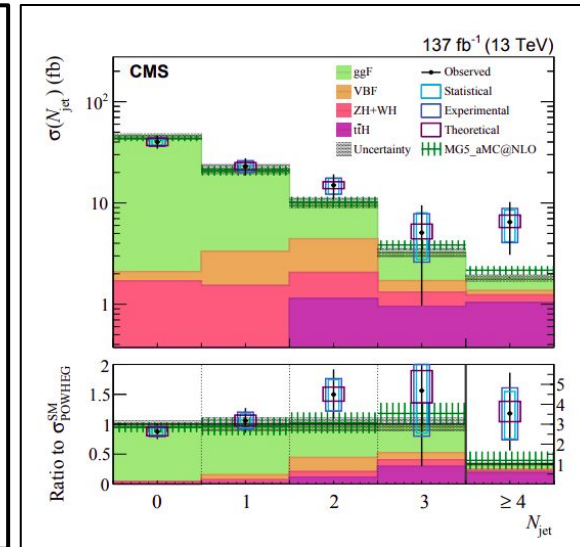 137 fb⁻¹ (13 TeV)
CMS
σ(N_jet) (fb)
ggF
VBF
ZH+WH
tt̄H
Uncertainty
Observed
Statistical
Experimental
Theoretical
MG5_aMC@NLO
10²
10
1
Ratio to σ^SM_POWHEG
2
1.5
1
0.5
0
5
4
3
2
1
0 1 2 3 ≥ 4
N_jet